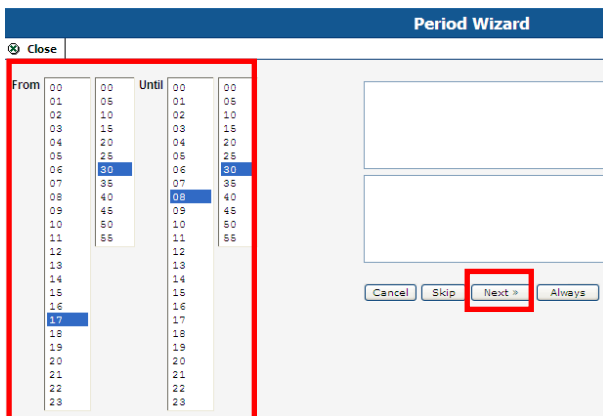 Period Wizard
Close
From 00 00 Until 00 00
01 05 01 05
02 10 02 10
03 15 03 15
04 20 04 20
05 25 05 25
06 30 06 30
07 35 07 35
08 40 08 40
09 45 09 45
10 50 10 50
11 55 11 55
12 12
13 13
14 14
15 15
16 16
17 17
18 18
19 19
20 20
21 21
22 22
23 23
Cancel Skip Next » Always